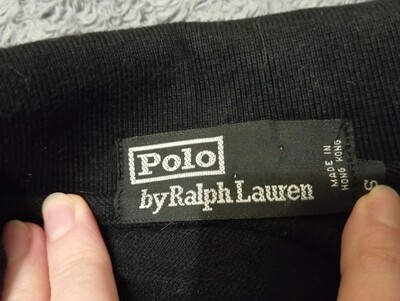 Polo
by Ralph Lauren
MADE IN
HONG KONG
S